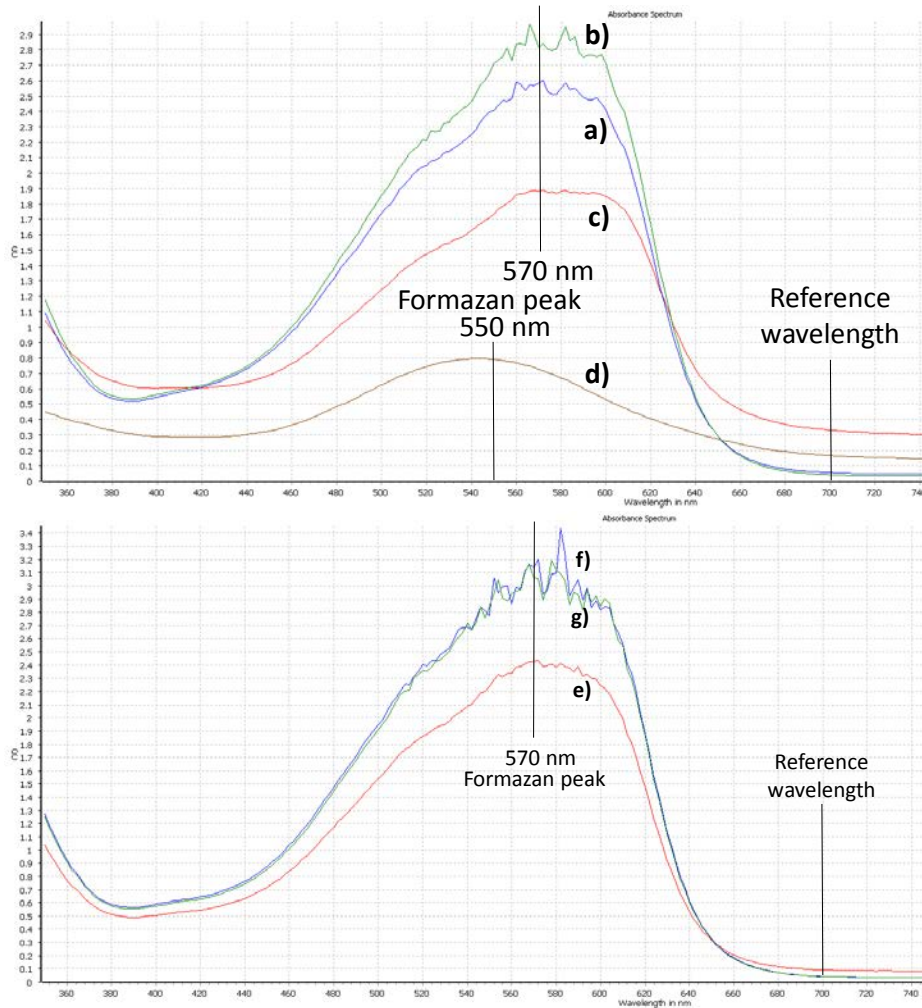 Absorbance Spectrum
b)
a)
c)
570 nm
Formazan peak
550 nm
Reference
wavelength
d)
2.9
2.8
2.7
2.6
2.5
2.4
2.3
2.2
2.1
2
1.9
1.8
1.7
1.6
1.5
1.4
1.3
1.2
1.1
1
0.9
0.8
0.7
0.6
0.5
0.4
0.3
0.2
0.1
0
360 380 400 420 440 460 480 500 520 540 560 580 600 620 640 660 680 700 720 740
Wavelength in nm
Absorbance Spectrum
f)
g)
e)
570 nm
Formazan peak
Reference
wavelength
3.4
3.3
3.2
3.1
3
2.9
2.8
2.7
2.6
2.5
2.4
2.3
2.2
2.1
2
1.9
1.8
1.7
1.6
1.5
1.4
1.3
1.2
1.1
1
0.9
0.8
0.7
0.6
0.5
0.4
0.3
0.2
0.1
0
360 380 400 420 440 460 480 500 520 540 560 580 600 620 640 660 680 700 720 740
Wavelength in nm